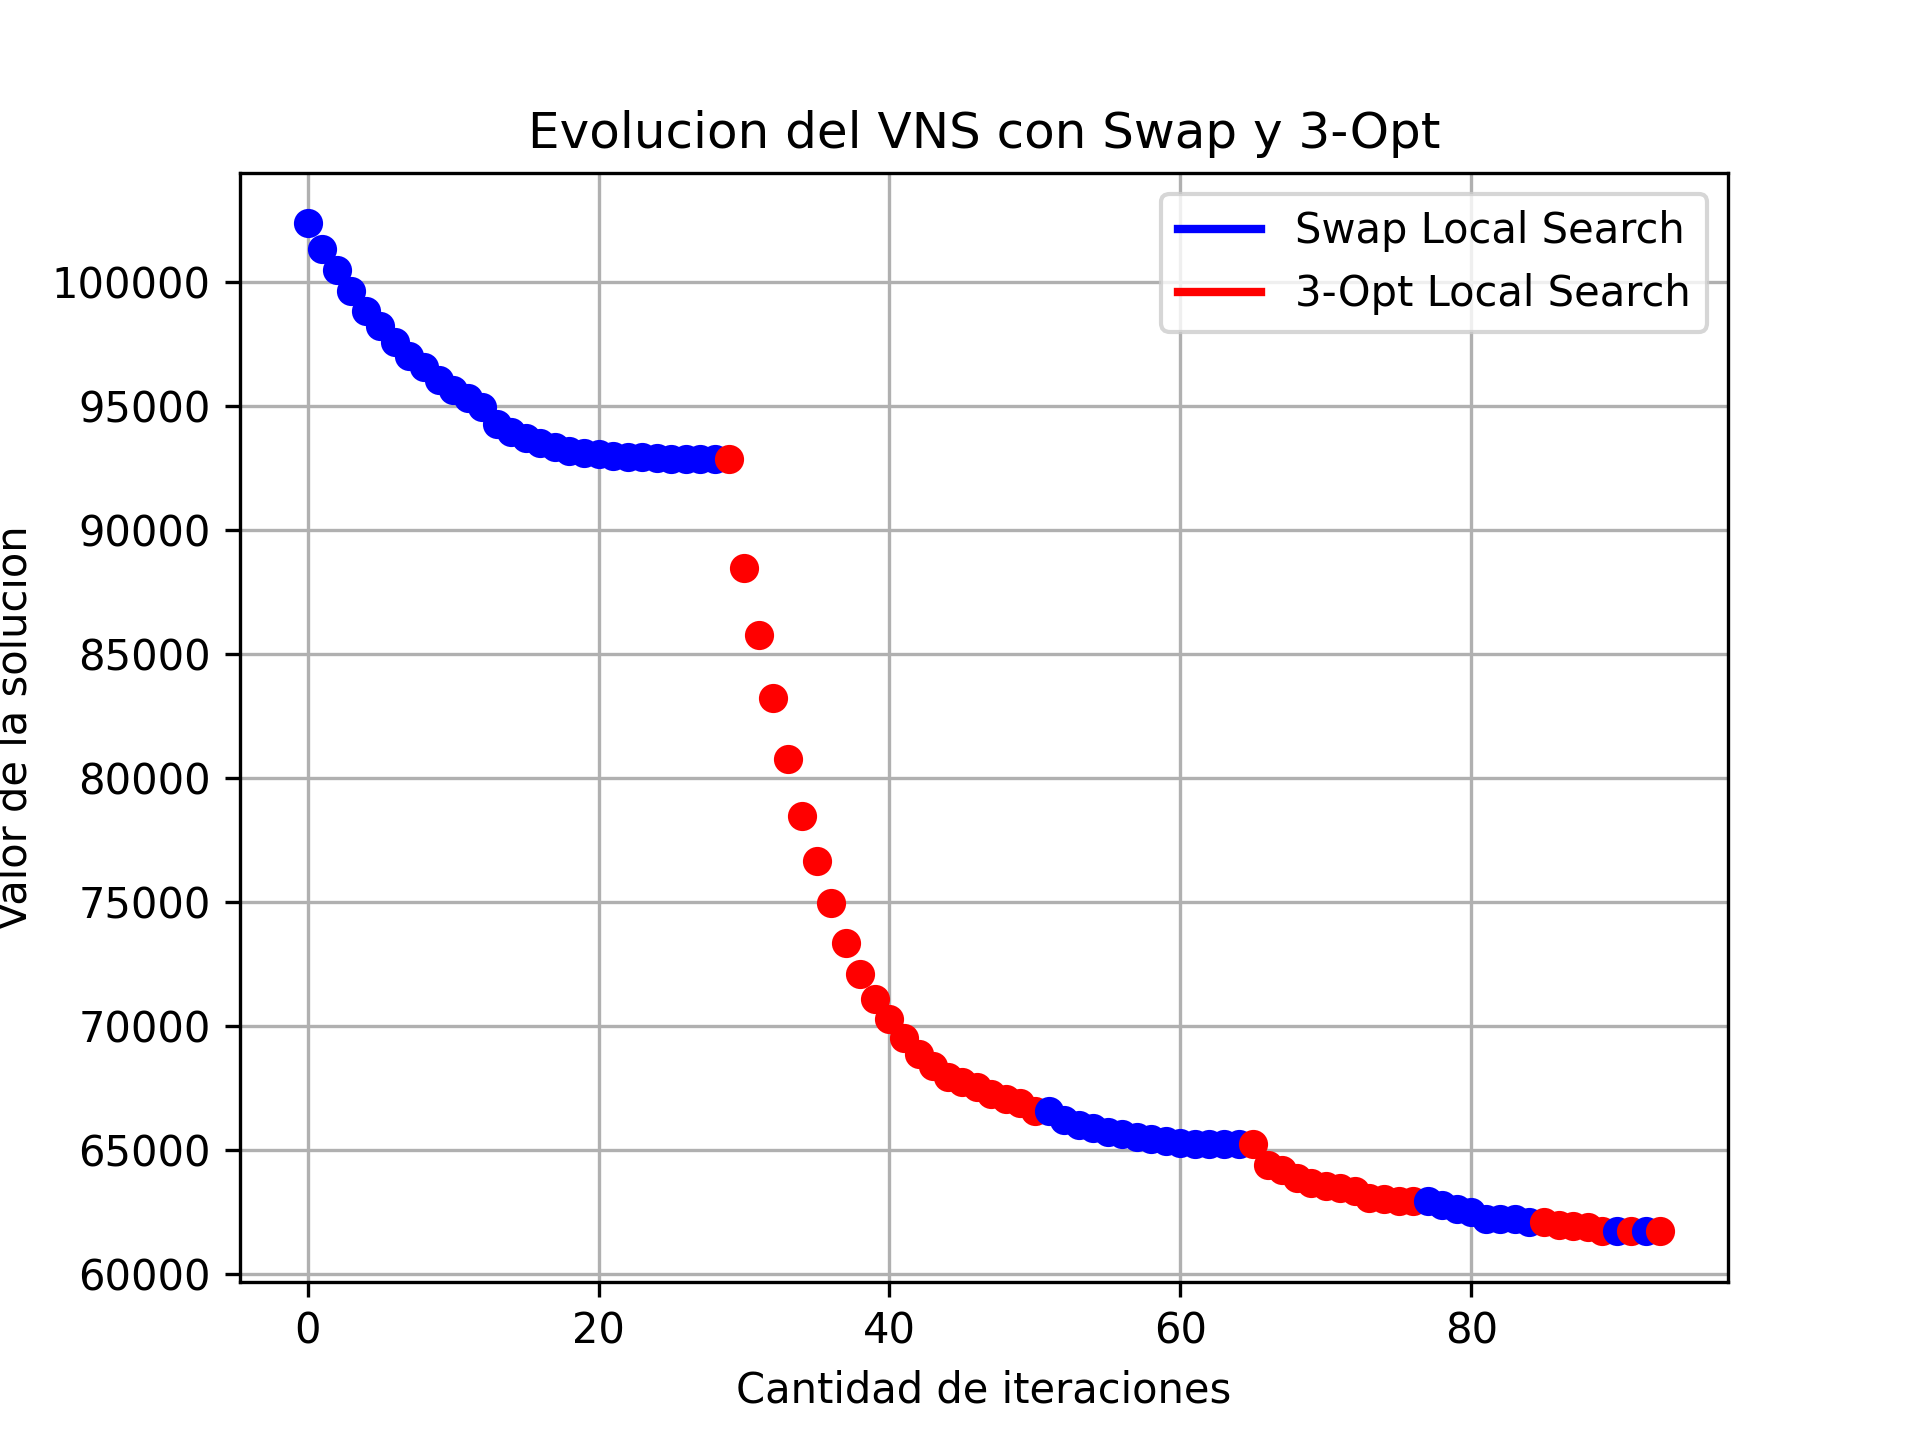 Evolucion del VNS con Swap y 3-Opt
Swap Local Search
3-Opt Local Search
100000
95000
90000
85000
80000
75000
70000
65000
60000
Valor de la solucion
0 20 40 60 80
Cantidad de iteraciones